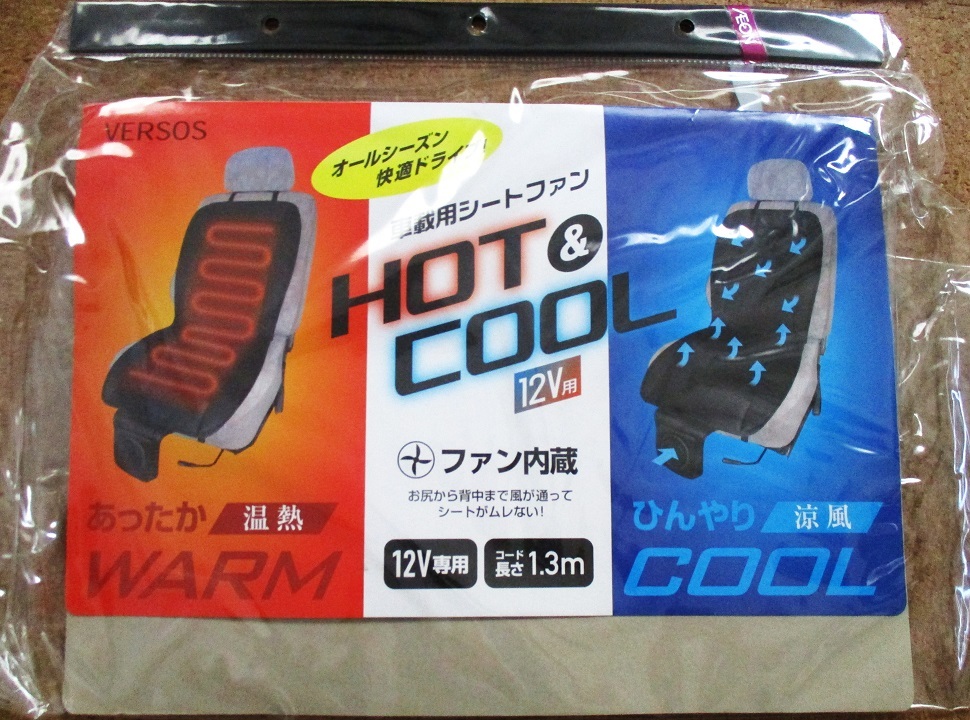 ÆON
VERSOS
オールシーズン
快適ドライブ
車載用シートファン
HOT &
COOL
12V用
ファン内蔵
お尻から背中まで風が通って
シートがムレない!
12V専用
コード
長さ 1.3m
あったか 温熱
WARM
ひんやり 涼風
COOL